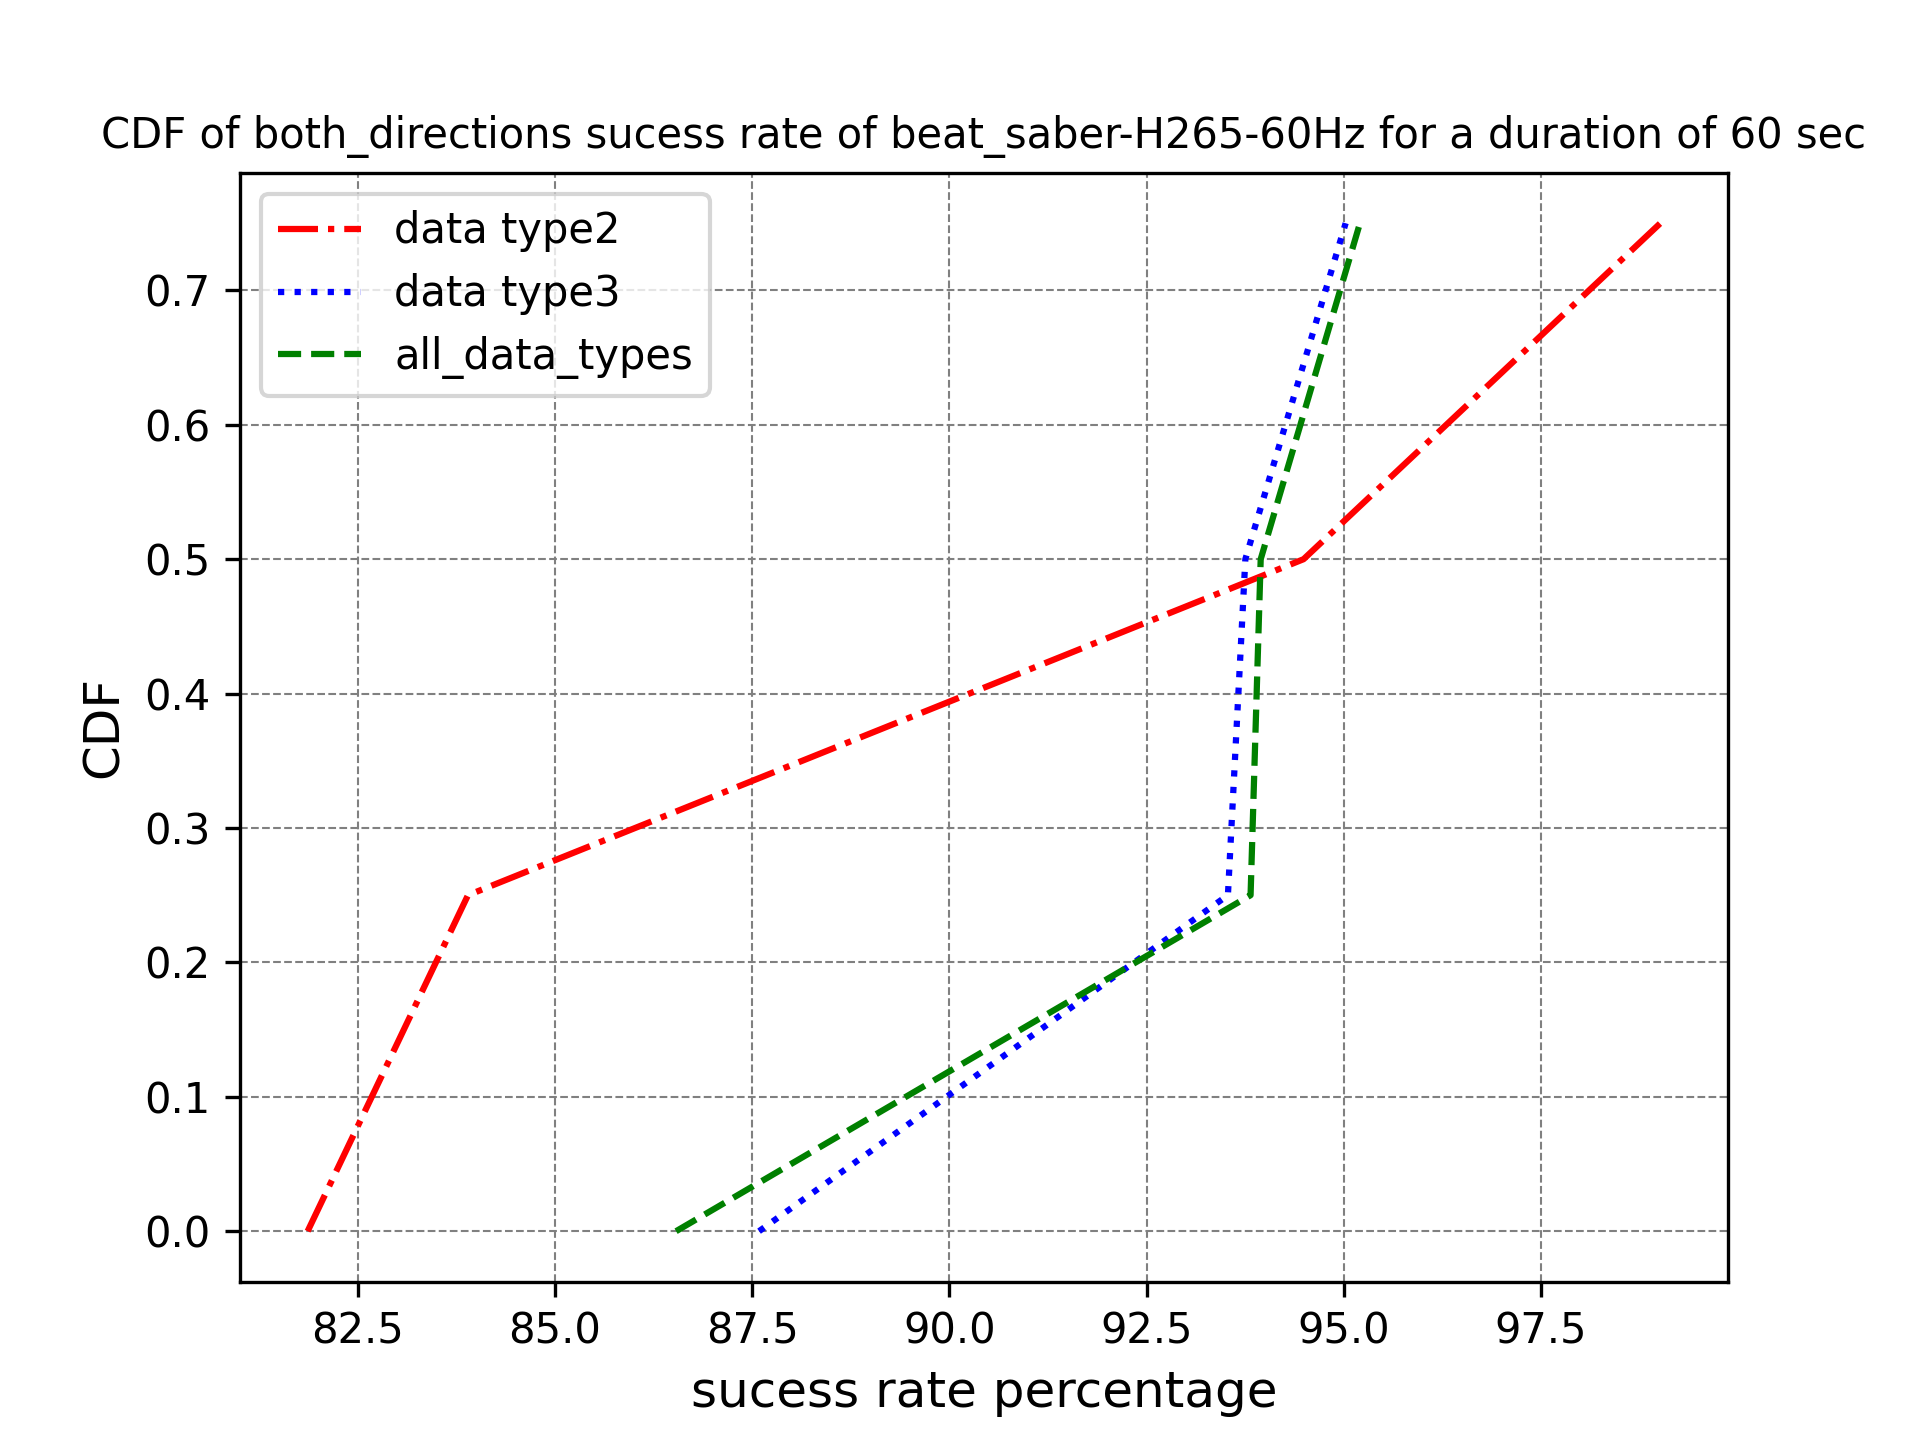 CDF of both_directions sucess rate of beat_saber-H265-60Hz for a duration of 60 sec
data type2
data type3
all_data_types
CDF
0.7
0.6
0.5
0.4
0.3
0.2
0.1
0.0
82.5 85.0 87.5 90.0 92.5 95.0 97.5
sucess rate percentage